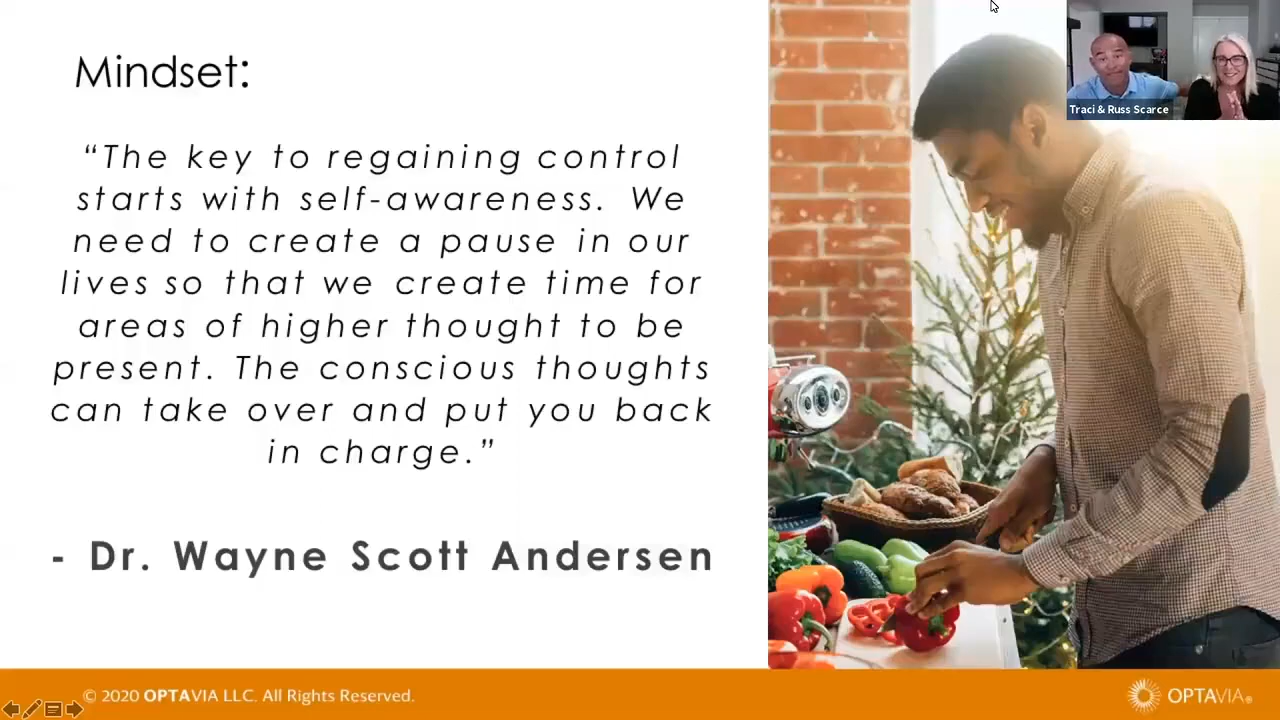 Mindset:
“The key to regaining control
starts with self-awareness. We
need to create a pause in our
lives so that we create time for
areas of higher thought to be
present. The conscious thoughts
can take over and put you back
in charge.”
- Dr. Wayne Scott Andersen
Traci & Russ Scarce
© 2020 OPTAVIA LLC. All Rights Reserved.
OPTAVIA®